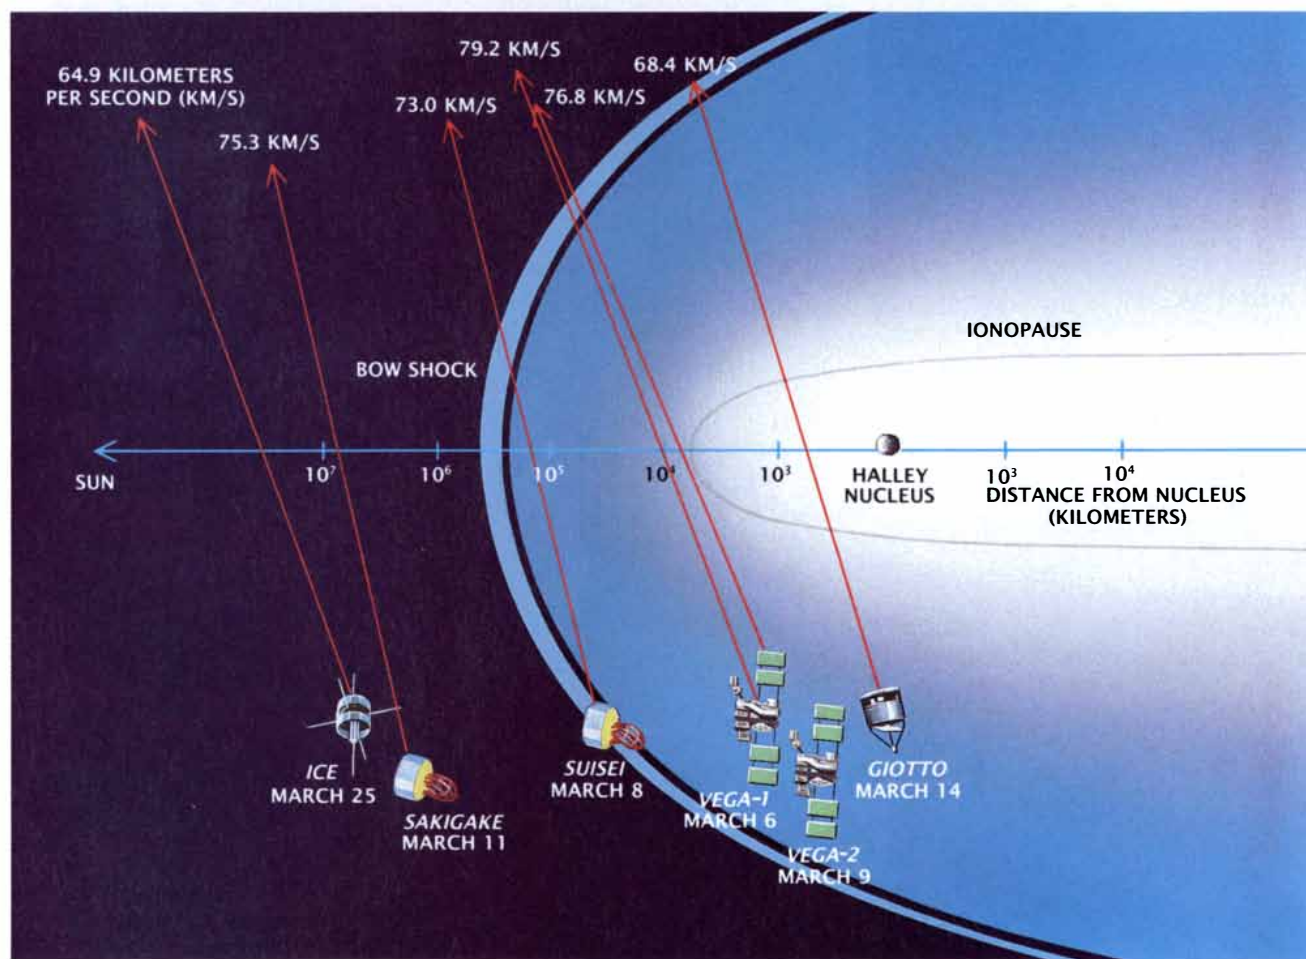 64.9 KILOMETERS
PER SECOND (KM/S)
75.3 KM/S
73.0 KM/S
79.2 KM/S
76.8 KM/S
68.4 KM/S
BOW SHOCK
IONOPAUSE
SUN
10⁷
10⁶
10⁵
10⁴
10³
HALLEY
NUCLEUS
10³
10⁴
DISTANCE FROM NUCLEUS
(KILOMETERS)
ICE
MARCH 25
SAKIGAKE
MARCH 11
SUISEI
MARCH 8
VEGA-1
MARCH 6
VEGA-2
MARCH 9
GIOTTO
MARCH 14